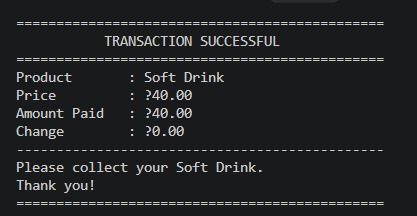 ==============================================
TRANSACTION SUCCESSFUL
==============================================
Product : Soft Drink
Price : ?40.00
Amount Paid : ?40.00
Change : ?0.00
----------------------------------------------
Please collect your Soft Drink.
Thank you!
==============================================